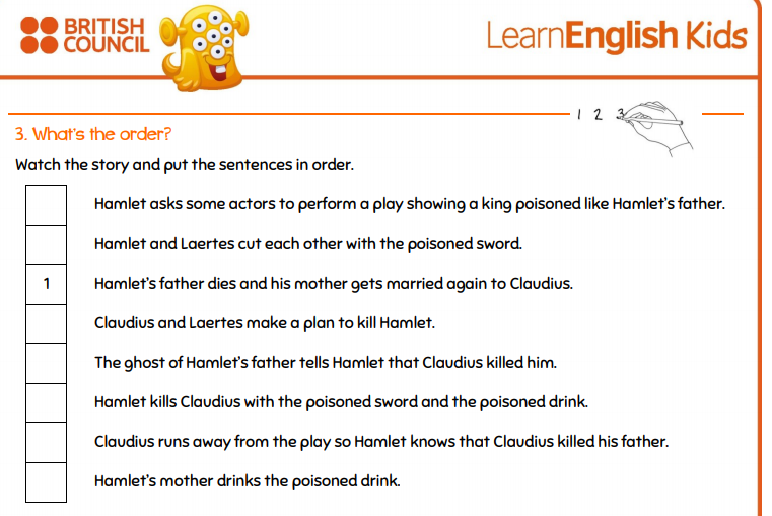 BRITISH
COUNCIL
LearnEnglish Kids
1 2 3
3. What's the order?
Watch the story and put the sentences in order.
Hamlet asks some actors to perform a play showing a king poisoned like Hamlet's father.
Hamlet and Laertes cut each other with the poisoned sword.
1 Hamlet's father dies and his mother gets married again to Claudius.
Claudius and Laertes make a plan to kill Hamlet.
The ghost of Hamlet's father tells Hamlet that Claudius killed him.
Hamlet kills Claudius with the poisoned sword and the poisoned drink.
Claudius runs away from the play so Hamlet knows that Claudius killed his father.
Hamlet's mother drinks the poisoned drink.